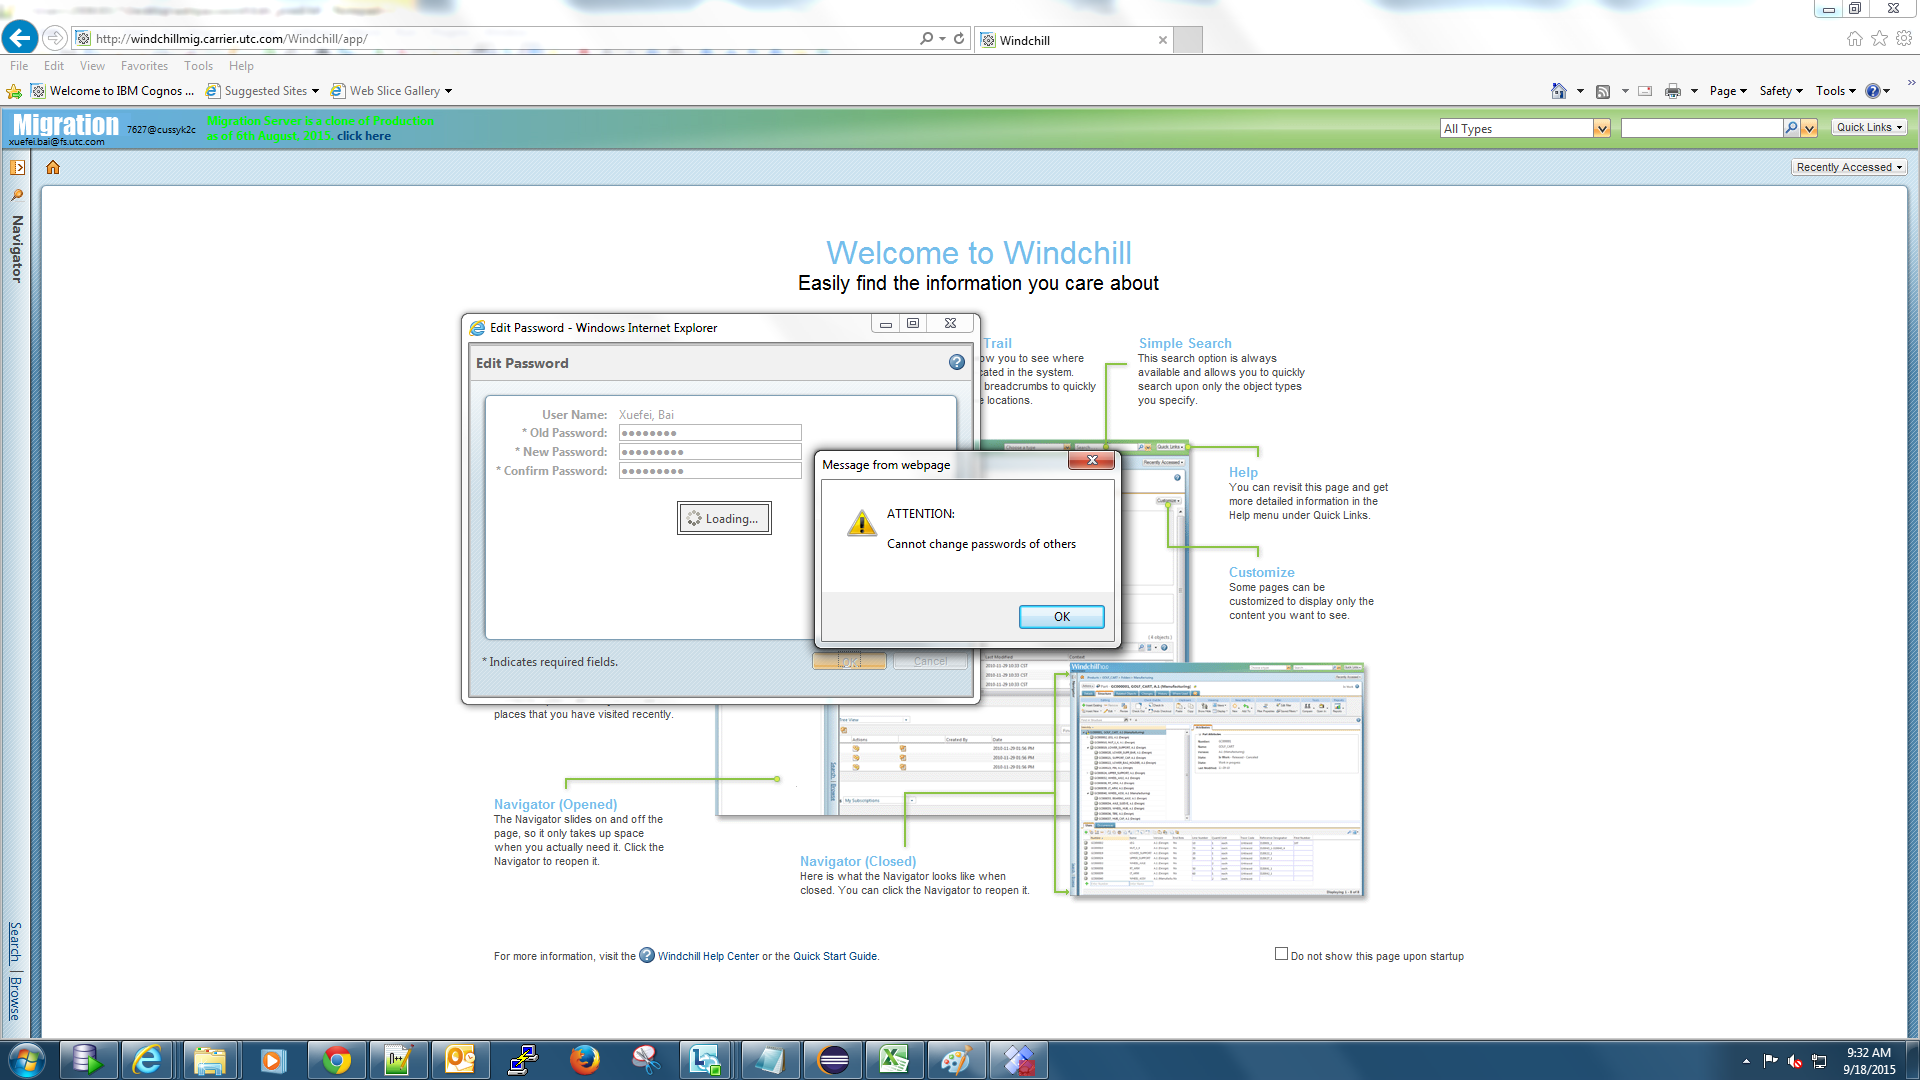 http://windchillmig.carrier.utc.com/Windchill/app/
Windchill
File Edit View Favorites Tools Help
Welcome to IBM Cognos ... Suggested Sites Web Slice Gallery
Page Safety Tools
Migration 7627@cussyk2c
xuefei.bai@fs.utc.com
Migration Server is a clone of Production
as of 6th August, 2015. click here
All Types
Quick Links
Recently Accessed
Navigator
Search | Browse
Welcome to Windchill
Easily find the information you care about
Edit Password - Windows Internet Explorer
Edit Password
User Name: Xuefei, Bai
* Old Password: ●●●●●●●●
* New Password: ●●●●●●●●●
* Confirm Password: ●●●●●●●●●
Loading...
* Indicates required fields.
OK Cancel
Message from webpage
ATTENTION:
Cannot change passwords of others
OK
Trail
ow you to see where
cated in the system.
breadcrumbs to quickly
e locations.
Simple Search
This search option is always
available and allows you to quickly
search upon only the object types
you specify.
Help
You can revisit this page and get
more detailed information in the
Help menu under Quick Links.
Customize
Some pages can be
customized to display only the
content you want to see.
places that you have visited recently.
Navigator (Opened)
The Navigator slides on and off the
page, so it only takes up space
when you actually need it. Click the
Navigator to reopen it.
Navigator (Closed)
Here is what the Navigator looks like when
closed. You can click the Navigator to reopen it.
For more information, visit the Windchill Help Center or the Quick Start Guide.
Do not show this page upon startup
9:32 AM
9/18/2015